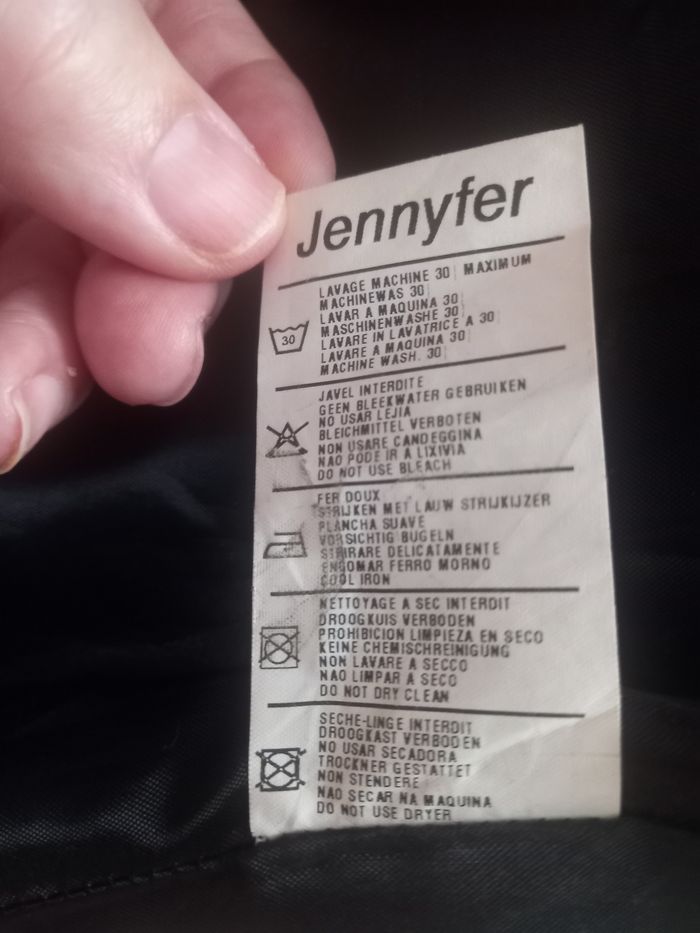 Jennyfer
LAVAGE MACHINE 30 MAXIMUM
MACHINEWAS 30
LAVAR A MAQUINA 30
MASCHINENWASHE 30
LAVARE IN LAVATRICE A 30
LAVARE A MAQUINA 30
MACHINE WASH. 30
30
JAVEL INTERDITE
GEEN BLEEKWATER GEBRUIKEN
NO USAR LEJIA
BLEICHMITTEL VERBOTEN
NON USARE CANDEGGINA
NAO PODE IR A LIXIVIA
DO NOT USE BLEACH
FER DOUX
STRIJKEN MET LAUW STRIJKIJZER
PLANCHA SUAVE
VORSICHTIG BUGELN
STIRARE DELICATAMENTE
ENGOMAR FERRO MORNO
COOL IRON
NETTOYAGE A SEC INTERDIT
DROOGKUIS VERBODEN
PROHIBICION LIMPIEZA EN SECO
KEINE CHEMISCHREINIGUNG
NON LAVARE A SECCO
NAO LIMPAR A SECO
DO NOT DRY CLEAN
SECHE-LINGE INTERDIT
DROOGKAST VERBODEN
NO USAR SECADORA
TROCKNER GESTATTET
NON STENDERE
NAO SECAR NA MAQUINA
DO NOT USE DRYER